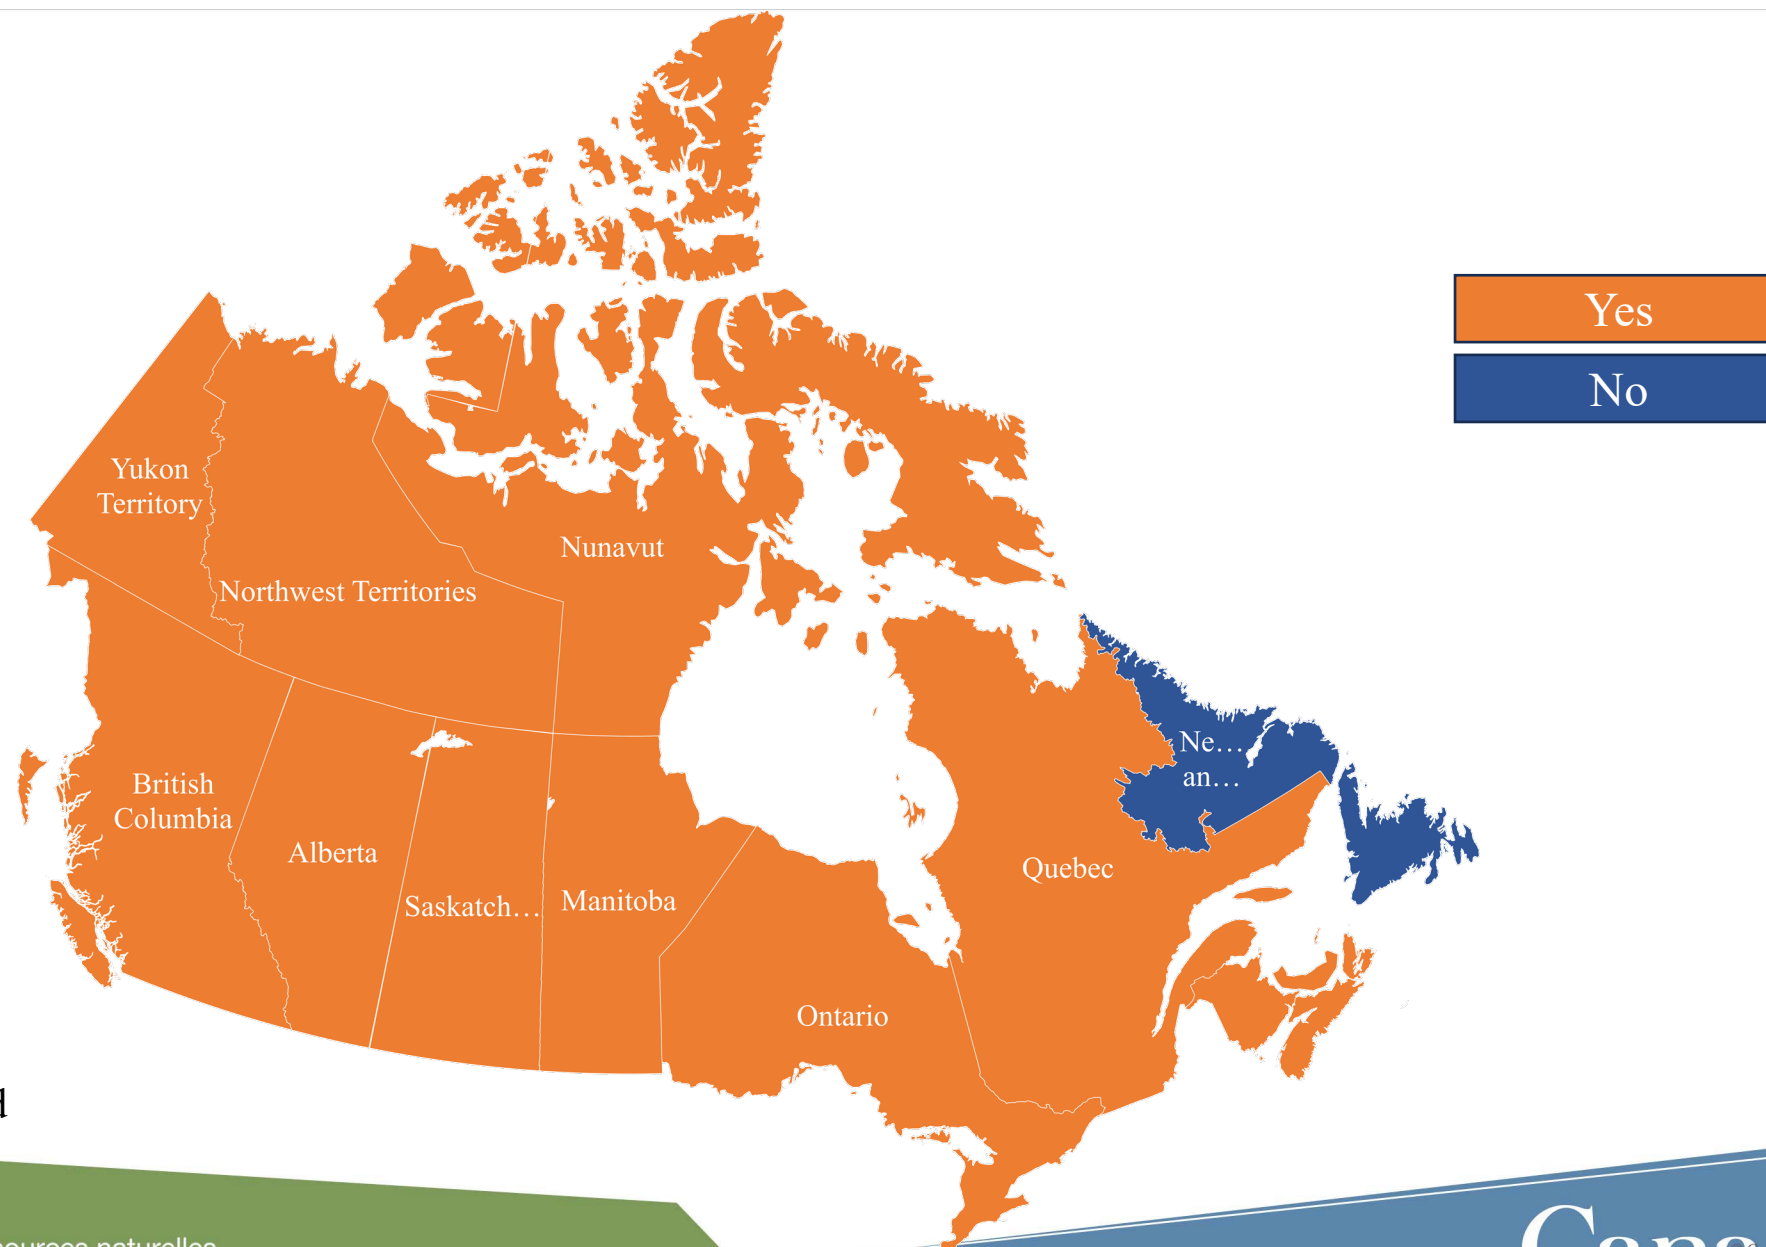 Yes
No
Yukon
Territory
Nunavut
Northwest Territories
Ne…
an…
British
Columbia
Alberta
Quebec
Saskatch…
Manitoba
Ontario